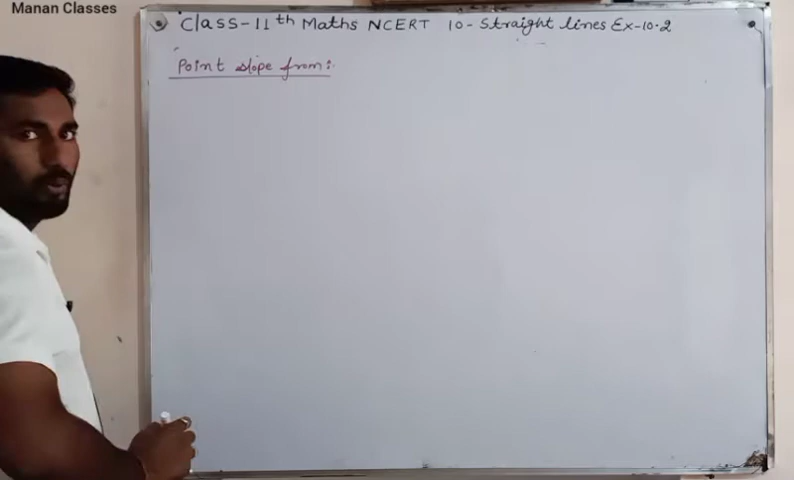 Manan Classes
Class-11th Maths NCERT 10-Straight lines Ex-10.2
Point slope from: